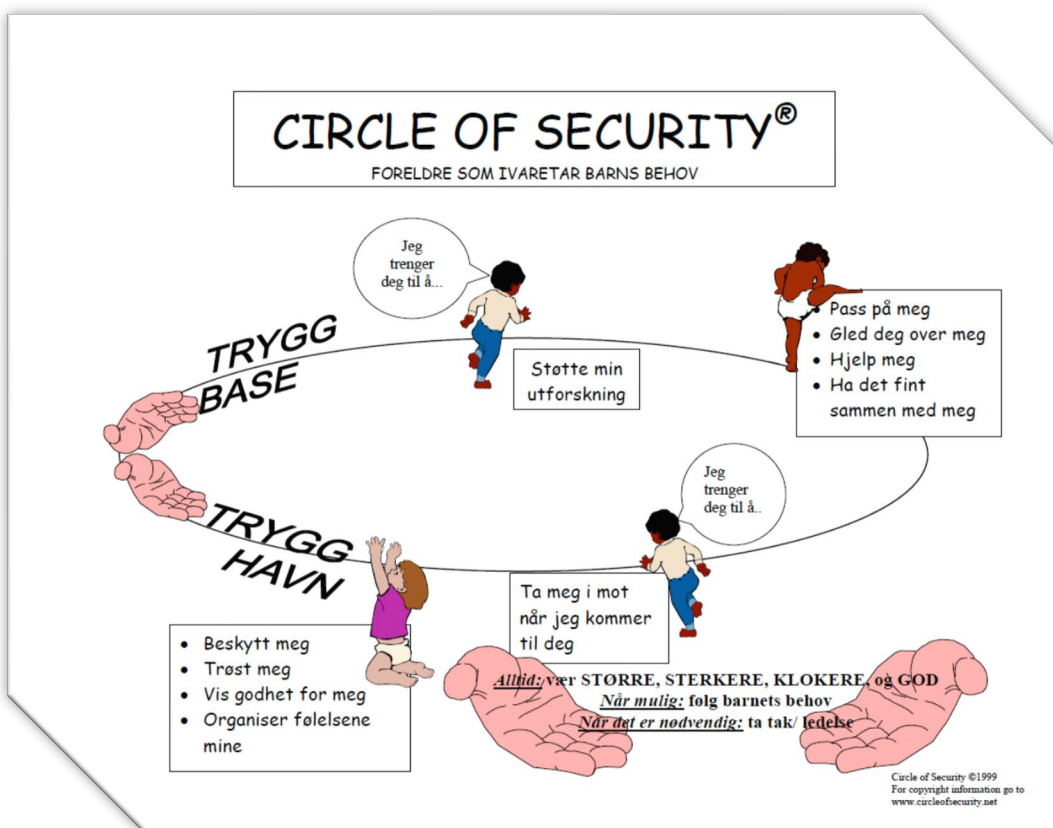 CIRCLE OF SECURITY®
FORELDRE SOM IVARETAR BARNS BEHOV
Jeg
trenger
deg til å...
TRYGG
BASE
Støtte min
utforskning
• Pass på meg
• Gled deg over meg
• Hjelp meg
• Ha det fint
sammen med meg
Jeg
trenger
deg til å..
TRYGG
HAVN
Ta meg i mot
når jeg kommer
til deg
• Beskytt meg
• Trøst meg
• Vis godhet for meg
• Organiser følelsene
mine
Alltid: vær STØRRE, STERKERE, KLOKERE, og GOD
Når mulig: følg barnets behov
Når det er nødvendig: ta tak/ ledelse
Circle of Security ©1999
For copyright information go to
www.circleofsecurity.net